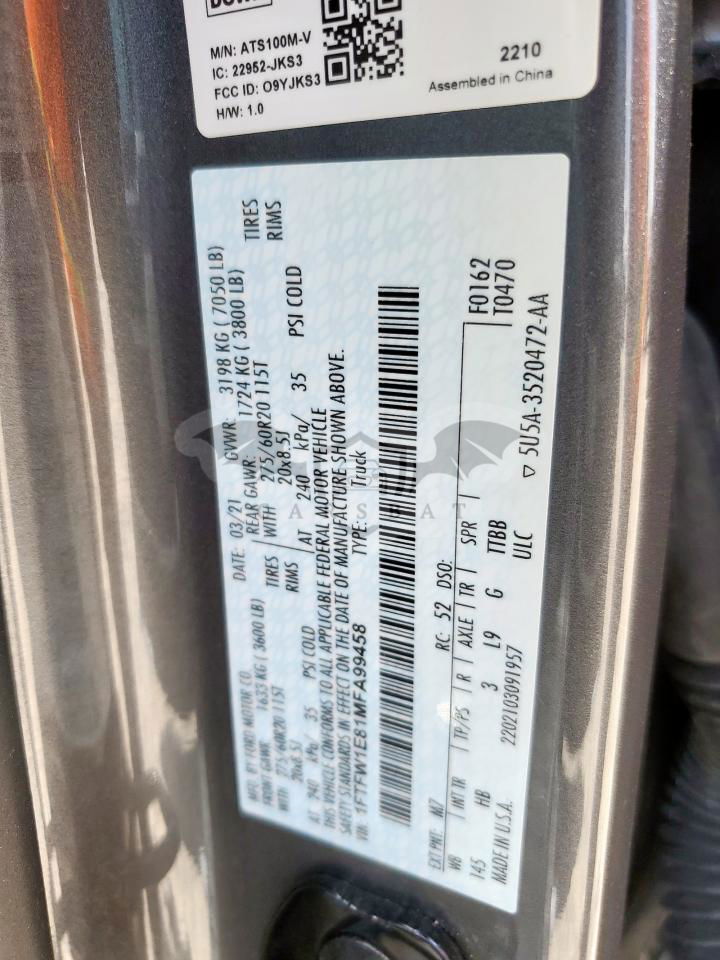 DOWN
M/N: ATS100M-V
IC: 22952-JKS3
FCC ID: O9YJKS3
H/W: 1.0
2210
Assembled in China
MFD. BY FORD MOTOR CO.
DATE: 03/21 GVWR: 3198 KG ( 7050 LB)
FRONT GAWR: 1633 KG ( 3600 LB) REAR GAWR: 1724 KG ( 3800 LB)
WITH 275/60R20 115T TIRES WITH 275/60R20 115T TIRES
20x8.5J RIMS 20x8.5J RIMS
AT 240 kPa/ 35 PSI COLD AT 240 kPa/ 35 PSI COLD
THIS VEHICLE CONFORMS TO ALL APPLICABLE FEDERAL MOTOR VEHICLE
SAFETY STANDARDS IN EFFECT ON THE DATE OF MANUFACTURE SHOWN ABOVE.
VIN: 1FTFW1E81MFA99458 TYPE: Truck
EXT PNT: M7 RC: 52 DSO: F0162
T0470
WB INT TR TP/PS R AXLE TR SPR
145 HB 3 L9 G TTBB
ULC
MADE IN U.S.A. 2202103091957
▽ 5U5A-3520472-AA